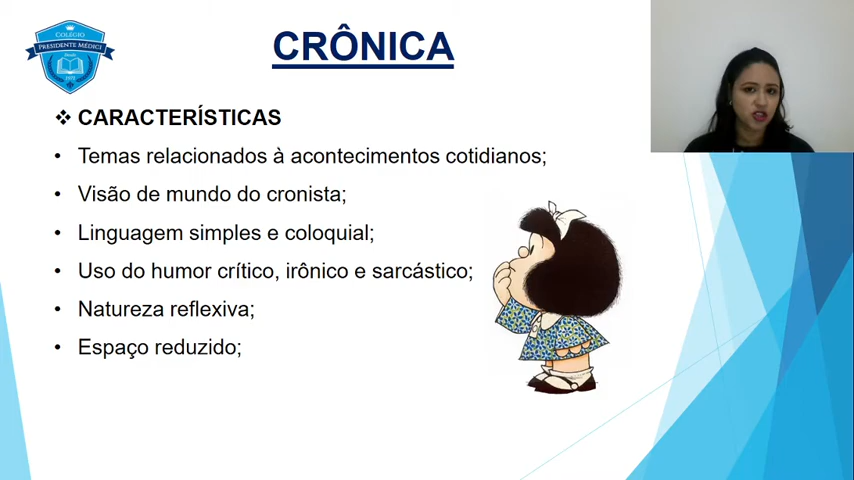 COLÉGIO
PRESIDENTE MÉDICI
CRÔNICA
CARACTERÍSTICAS
• Temas relacionados à acontecimentos cotidianos;
• Visão de mundo do cronista;
• Linguagem simples e coloquial;
• Uso do humor crítico, irônico e sarcástico;
• Natureza reflexiva;
• Espaço reduzido;